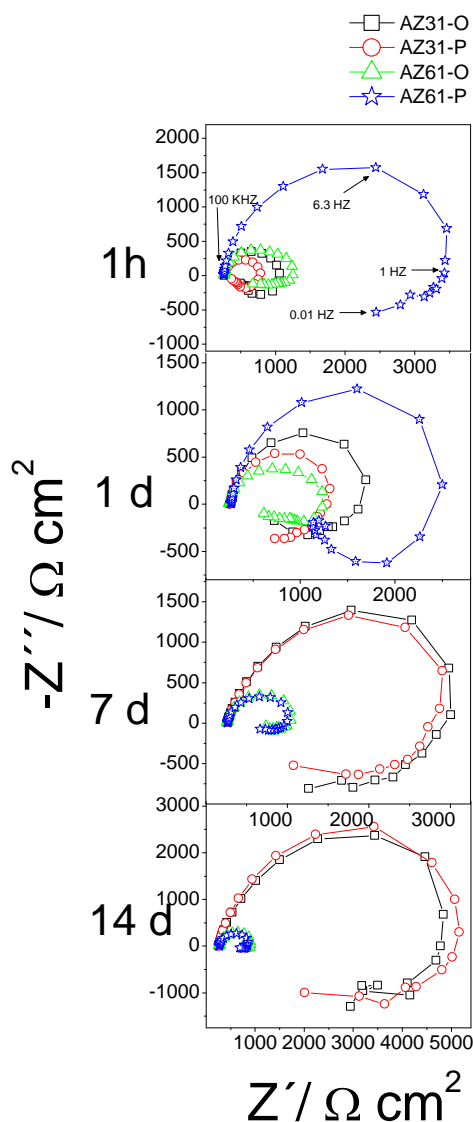 AZ31-O
AZ31-P
AZ61-O
AZ61-P
-Z´´/ Ω cm²
1h
2000
1500
1000
500
0
-500
-1000
100 KHZ
6.3 HZ
1 HZ
0.01 HZ
1000 2000 3000
1 d
1500
1000
500
0
-500
1000 2000
7 d
1500
1000
500
0
-500
1000 2000 3000
14 d
3000
2000
1000
0
-1000
1000 2000 3000 4000 5000
Z´/ Ω cm²